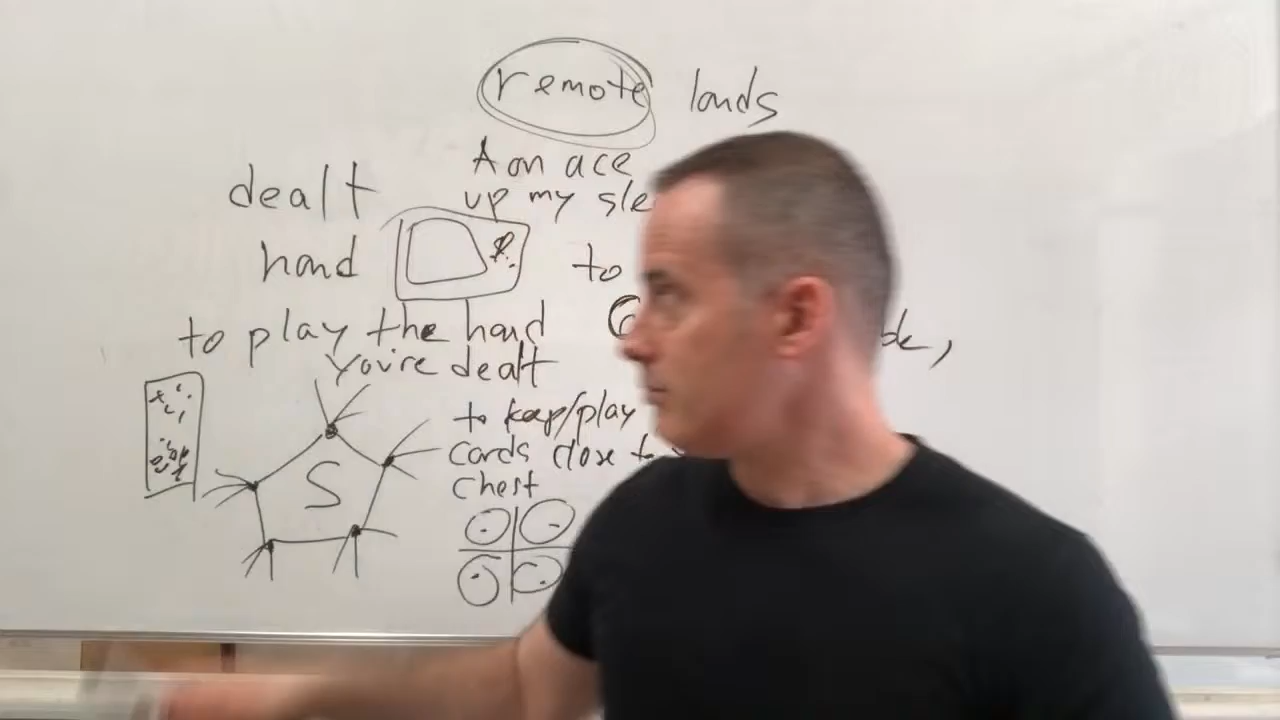 remote lands
A on ace
up my sle
dealt
hand
to
to play the hand
you're dealt
to keep/play
cards close to
chest
S